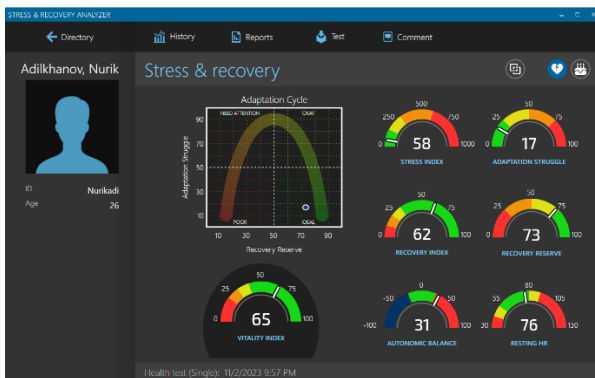 STRESS & RECOVERY ANALYZER
Directory
History
Reports
Test
Comment
Adilkhanov, Nurik
ID Nurikadi
Age 26
Stress & recovery
Adaptation Cycle
NEED ATTENTION OKAY
POOR IDEAL
90
70
50
30
10
Adaptation Struggle
10 30 50 70 90
Recovery Reserve
0 250 500 750 1000
58
STRESS INDEX
0 25 50 75 100
17
ADAPTATION STRUGGLE
0 25 50 75 100
62
RECOVERY INDEX
0 25 50 75 100
73
RECOVERY RESERVE
0 25 50 75 100
65
VITALITY INDEX
-100 -50 0 50 100
31
AUTONOMIC BALANCE
30 55 80 105 130
76
RESTING HR
Health test (Single): 11/2/2023 9:57 PM